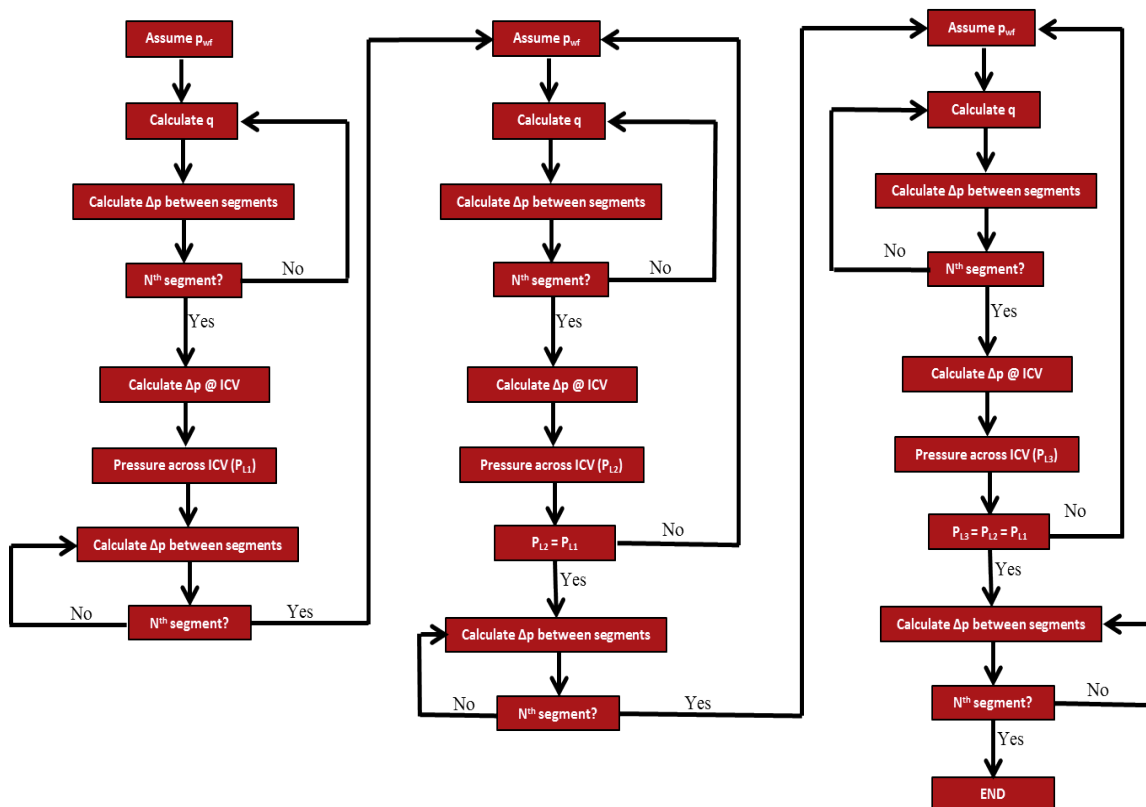 Assume pwf
Calculate q
Calculate Δp between segments
Nth segment?
No
Yes
Calculate Δp @ ICV
Pressure across ICV (PL1)
Calculate Δp between segments
Nth segment?
No
Yes
Assume pwf
Calculate q
Calculate Δp between segments
Nth segment?
No
Yes
Calculate Δp @ ICV
Pressure across ICV (PL2)
PL2 = PL1
No
Yes
Calculate Δp between segments
Nth segment?
No
Yes
Assume pwf
Calculate q
Calculate Δp between segments
Nth segment?
No
Yes
Calculate Δp @ ICV
Pressure across ICV (PL3)
PL3 = PL2 = PL1
No
Yes
Calculate Δp between segments
Nth segment?
No
Yes
END